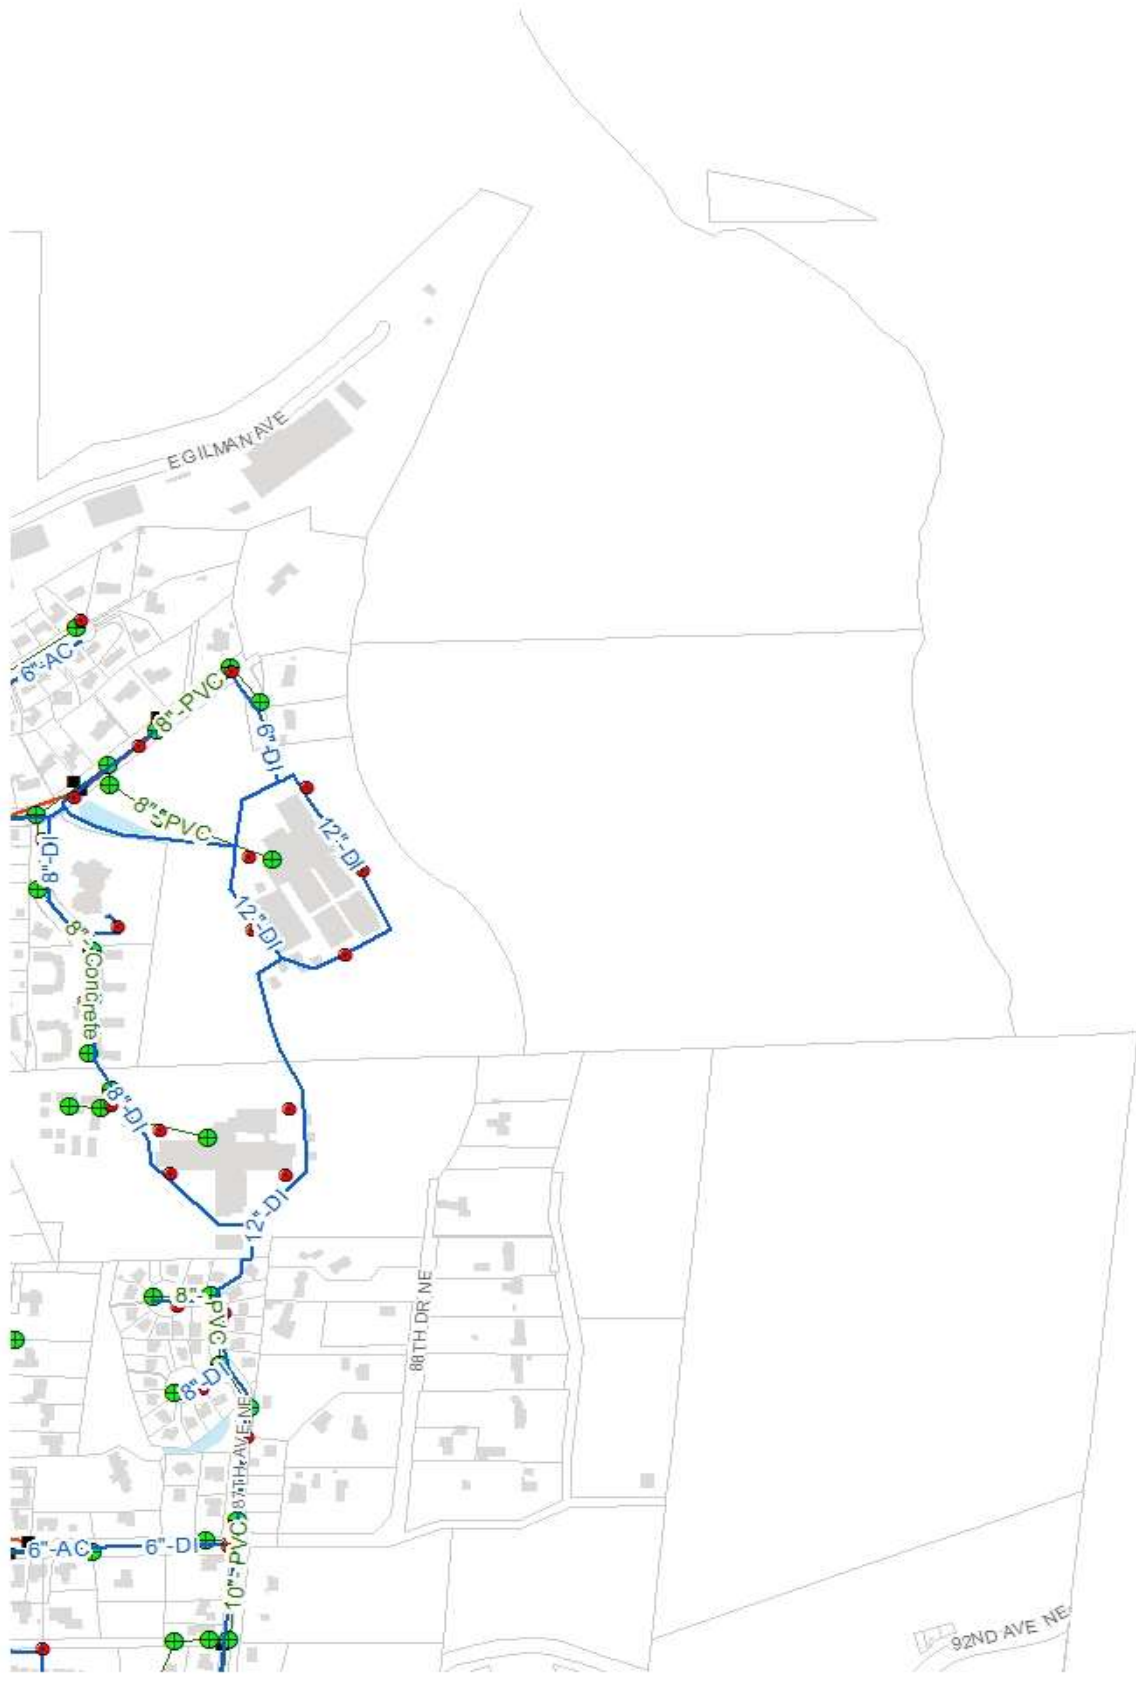 E GILMAN AVE
6"-AC
8"-PVC
6"-DI
8"-PVC
12"-DI
8"-DI
12"-DI
8"-Concrete
8"-DI
12"-DI
88TH DR NE
8"-PVC
8"-DI
87TH AVE NE
6"-AC
6"-DI
10"-PVC
92ND AVE NE